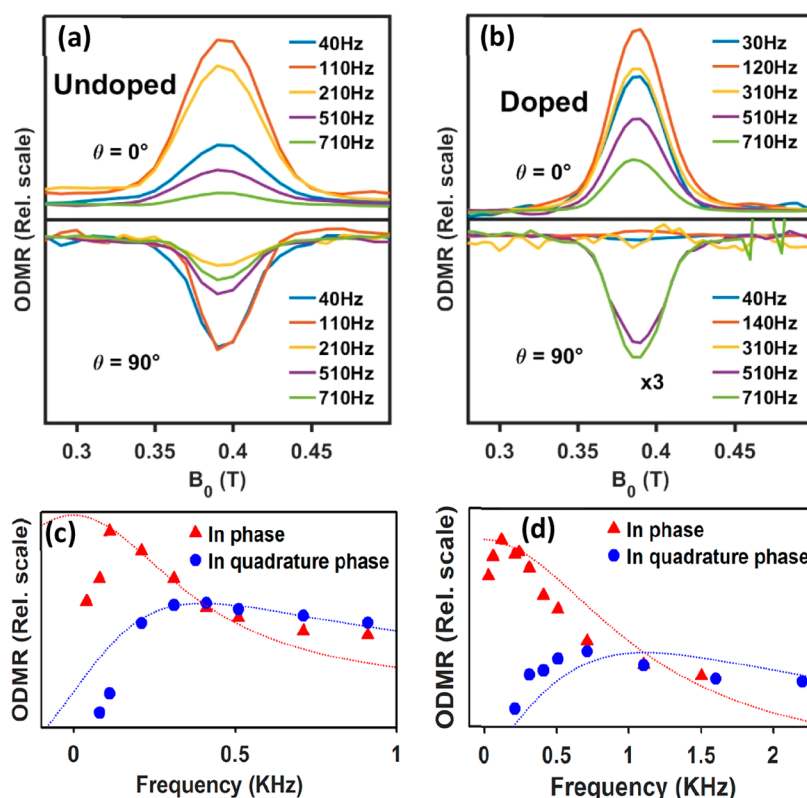 (a)
Undoped
θ = 0°
40Hz
110Hz
210Hz
510Hz
710Hz
θ = 90°
40Hz
110Hz
210Hz
510Hz
710Hz
ODMR (Rel. scale)
0.3 0.35 0.4 0.45
B0 (T)
(b)
Doped
θ = 0°
30Hz
120Hz
310Hz
510Hz
710Hz
θ = 90°
x3
40Hz
140Hz
310Hz
510Hz
710Hz
ODMR (Rel. scale)
0.3 0.35 0.4 0.45
B0 (T)
(c)
In phase
In quadrature phase
ODMR (Rel. scale)
0 0.5 1
Frequency (KHz)
(d)
In phase
In quadrature phase
ODMR (Rel. scale)
0 0.5 1 1.5 2
Frequency (KHz)